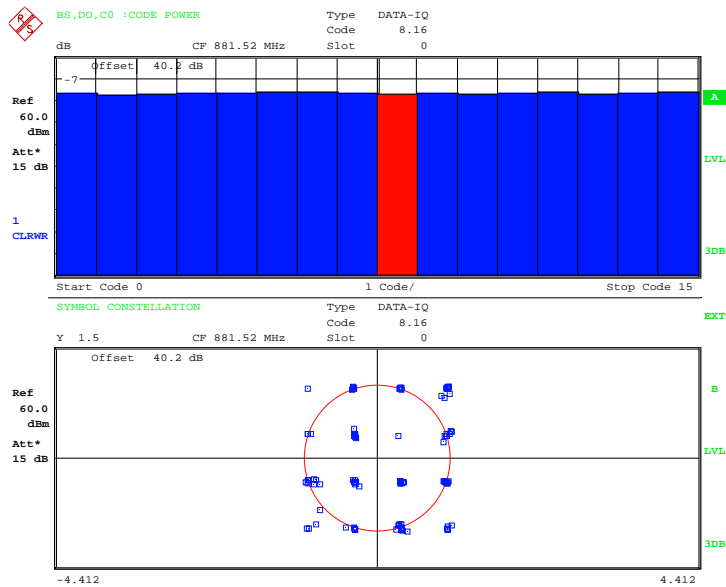 R S
BS,DO,C0 :CODE POWER Type DATA-IQ
Code 8.16
dB CF 881.52 MHz Slot 0
Offset 40.2 dB
-7
A
Ref
60.0
dBm
Att*
15 dB
LVL
1
CLRWR
3DB
Start Code 0 1 Code/ Stop Code 15
SYMBOL CONSTELLATION Type DATA-IQ
EXT
Code 8.16
Y 1.5 CF 881.52 MHz Slot 0
Offset 40.2 dB
B
Ref
60.0
dBm
Att*
LVL
15 dB
3DB
-4.412 4.412